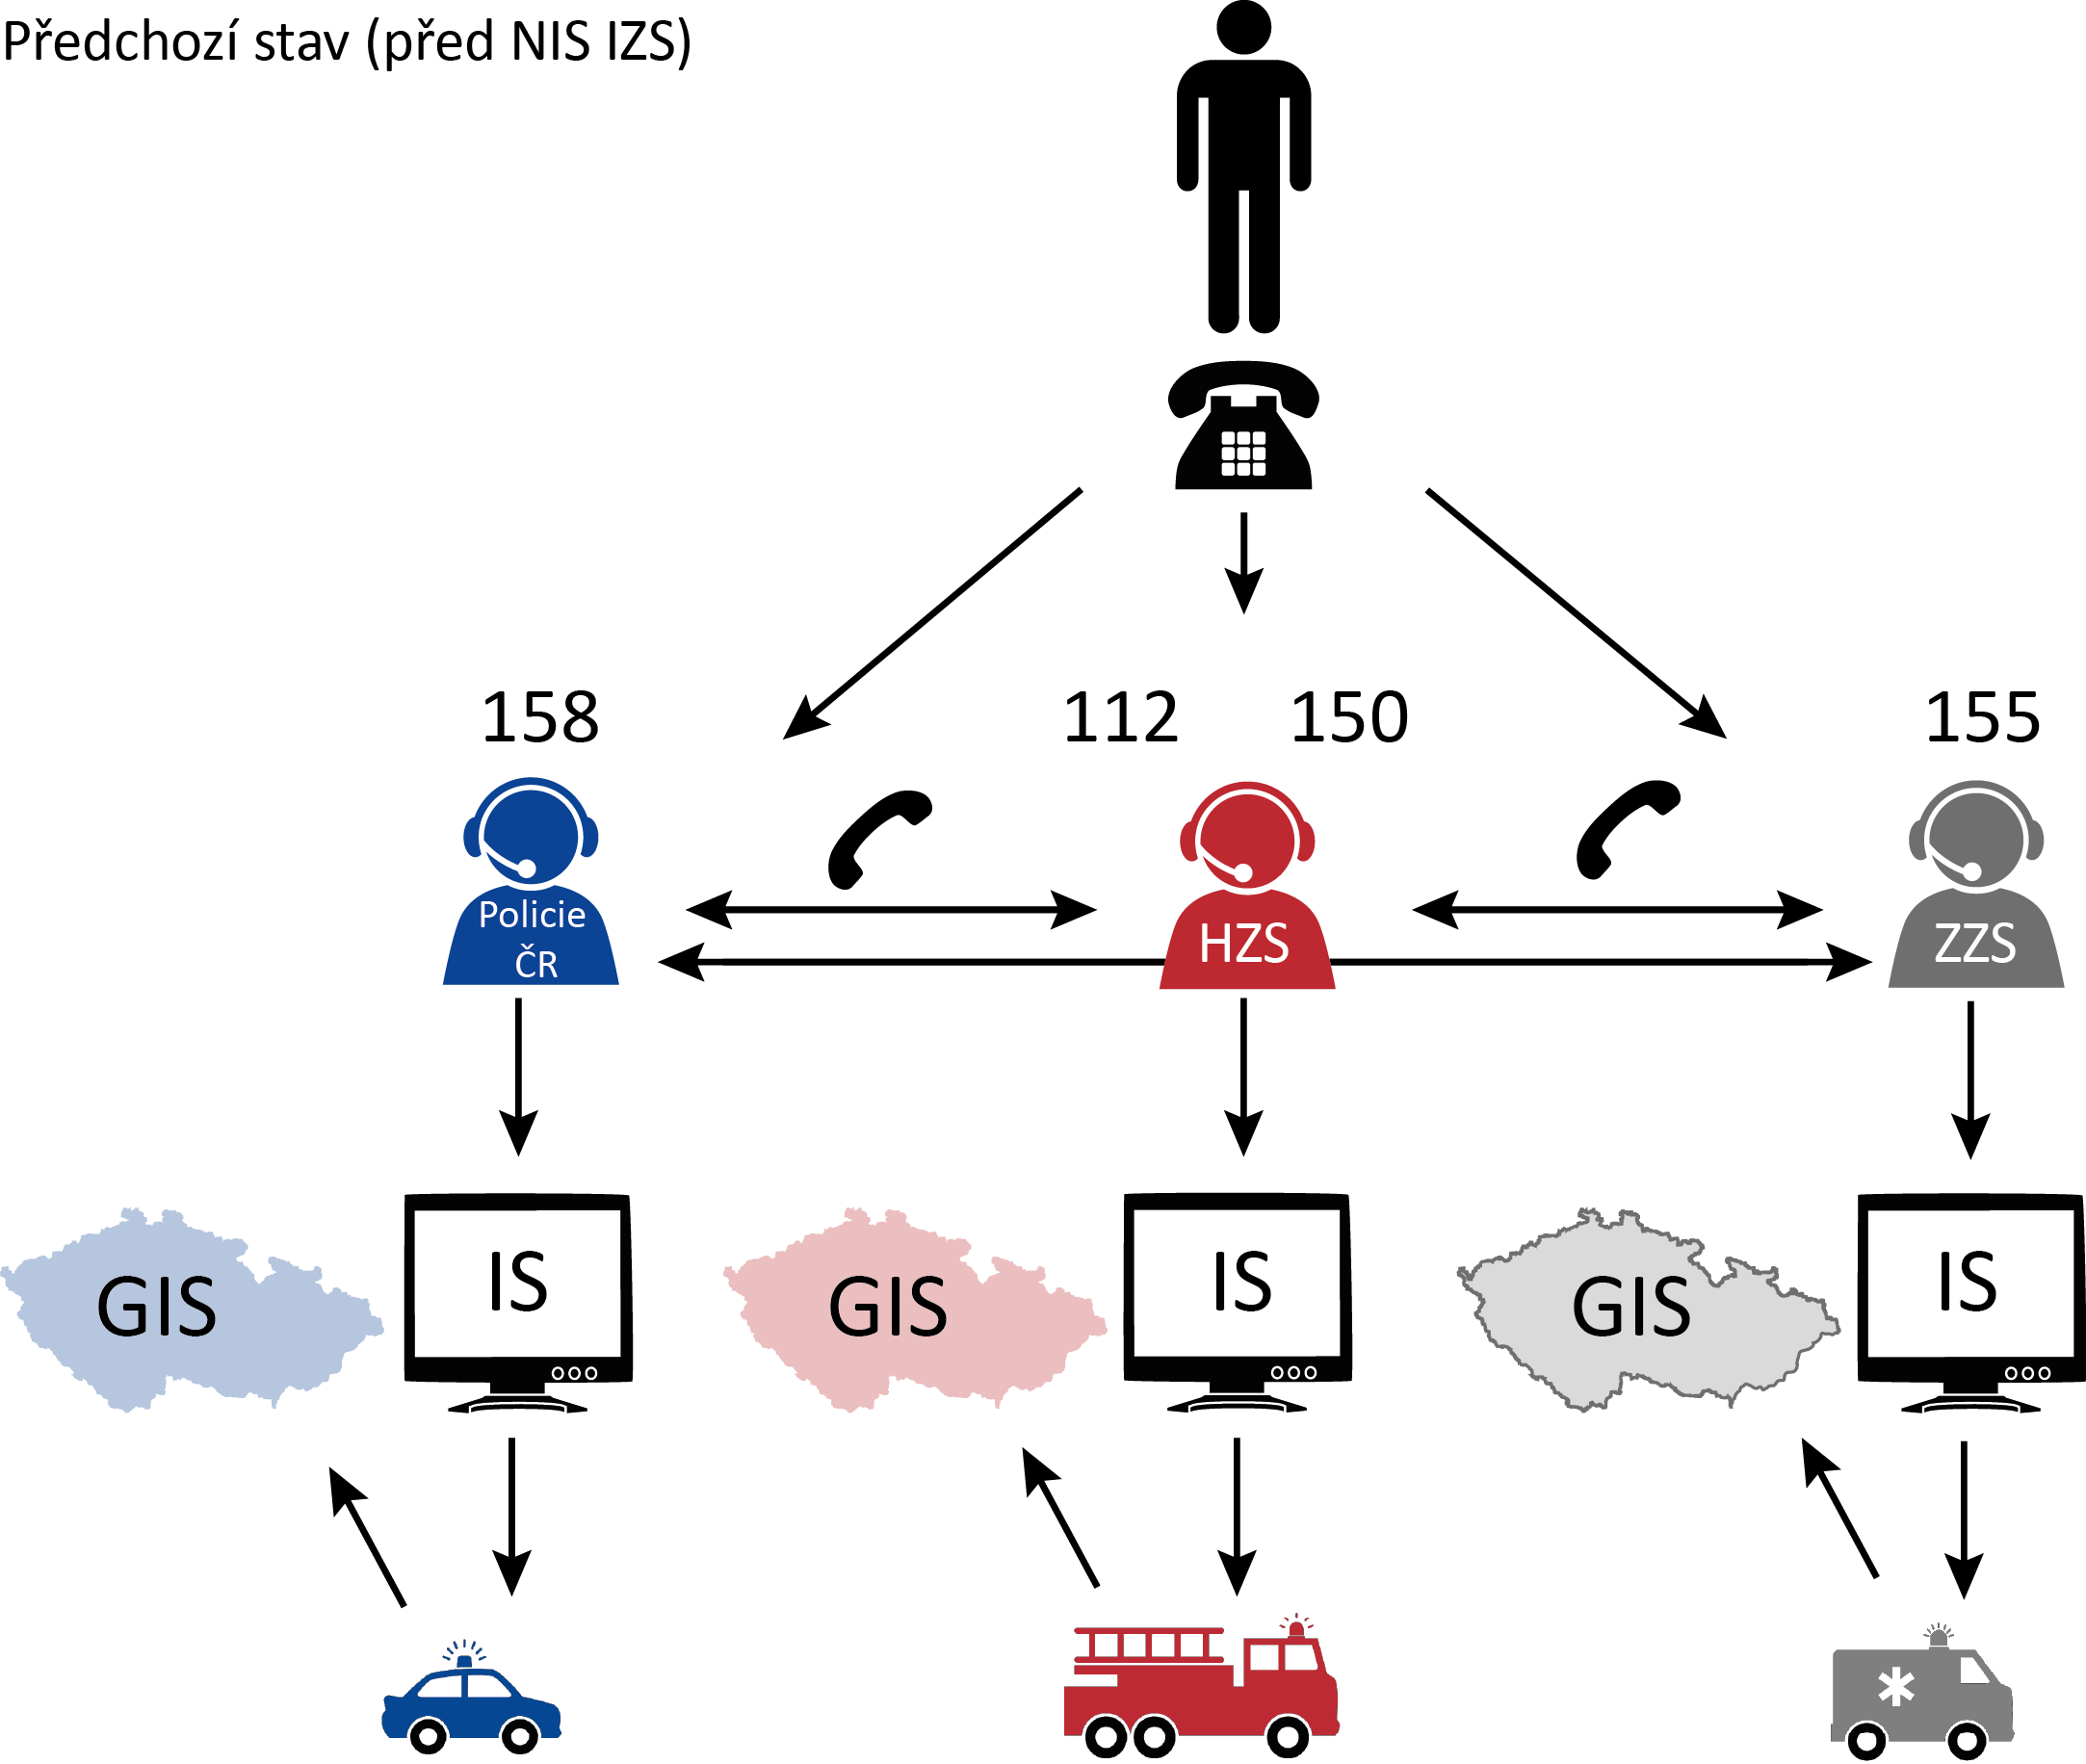 Předchozí stav (před NIS IZS)
158
112
150
155
Policie
ČR
HZS
ZZS
GIS
IS
GIS
IS
GIS
IS